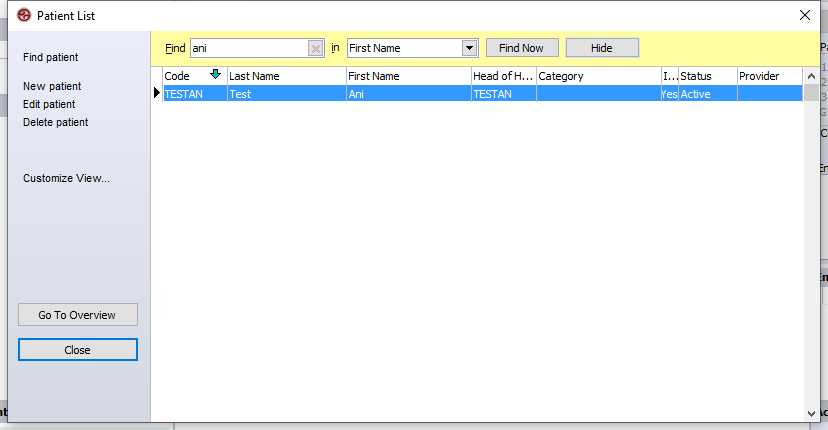 Patient List
Find ani in First Name Find Now Hide
Find patient
New patient
Edit patient
Delete patient
Customize View...
Go To Overview
Close
Code Last Name First Name Head of H... Category I... Status Provider
TESTAN Test Ani TESTAN Yes Active